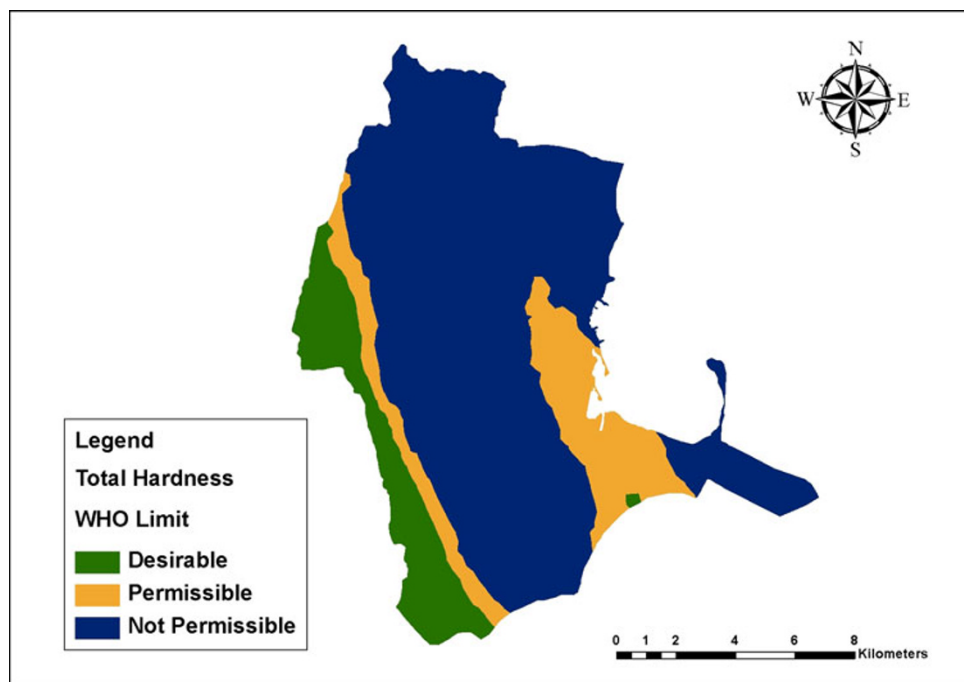 N
W E
S
Legend
Total Hardness
WHO Limit
Desirable
Permissible
Not Permissible
0 1 2 4 6 8
Kilometers